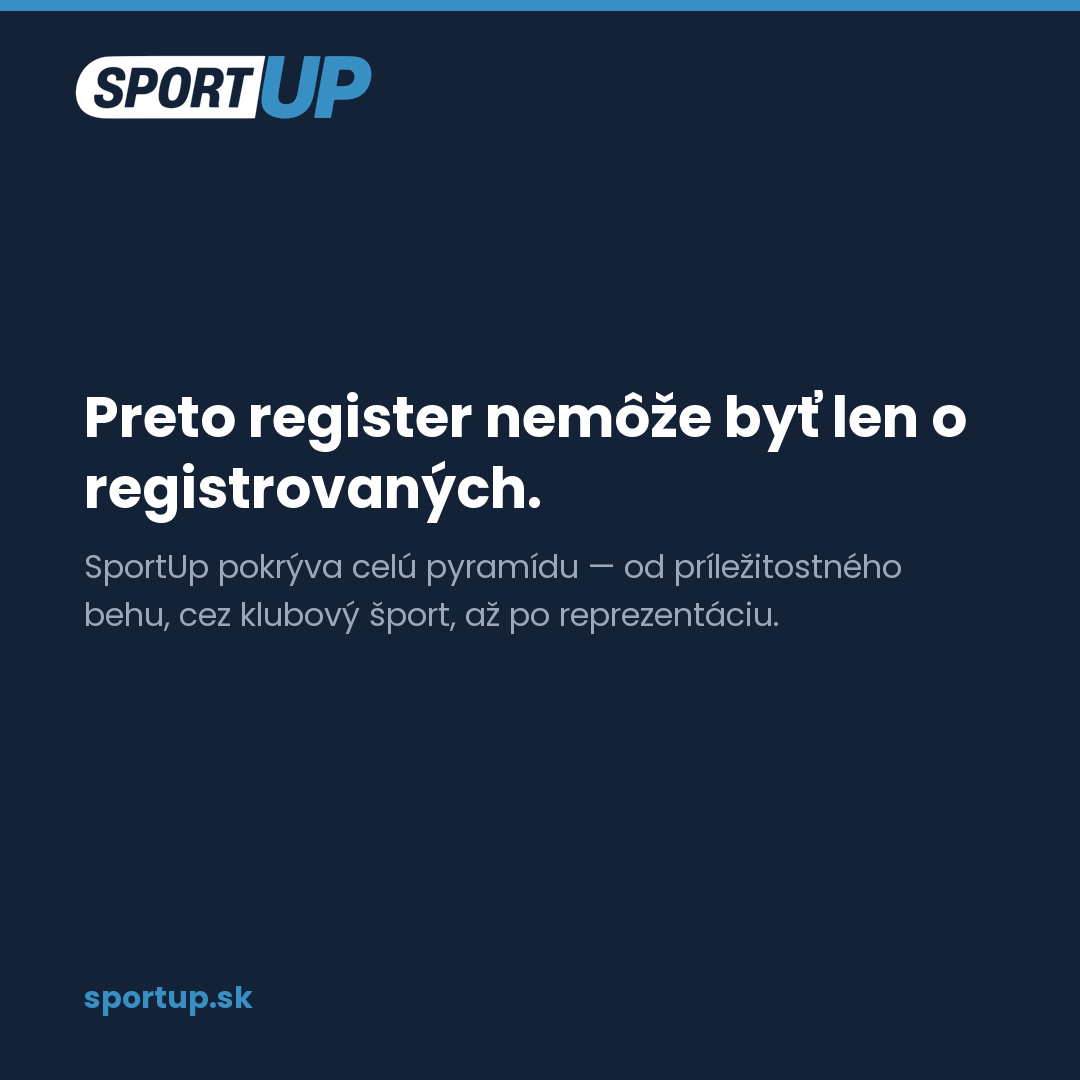 SPORTUP
Preto register nemôže byť len o
registrovaných.
SportUp pokrýva celú pyramídu — od príležitostného
behu, cez klubový šport, až po reprezentáciu.
sportup.sk